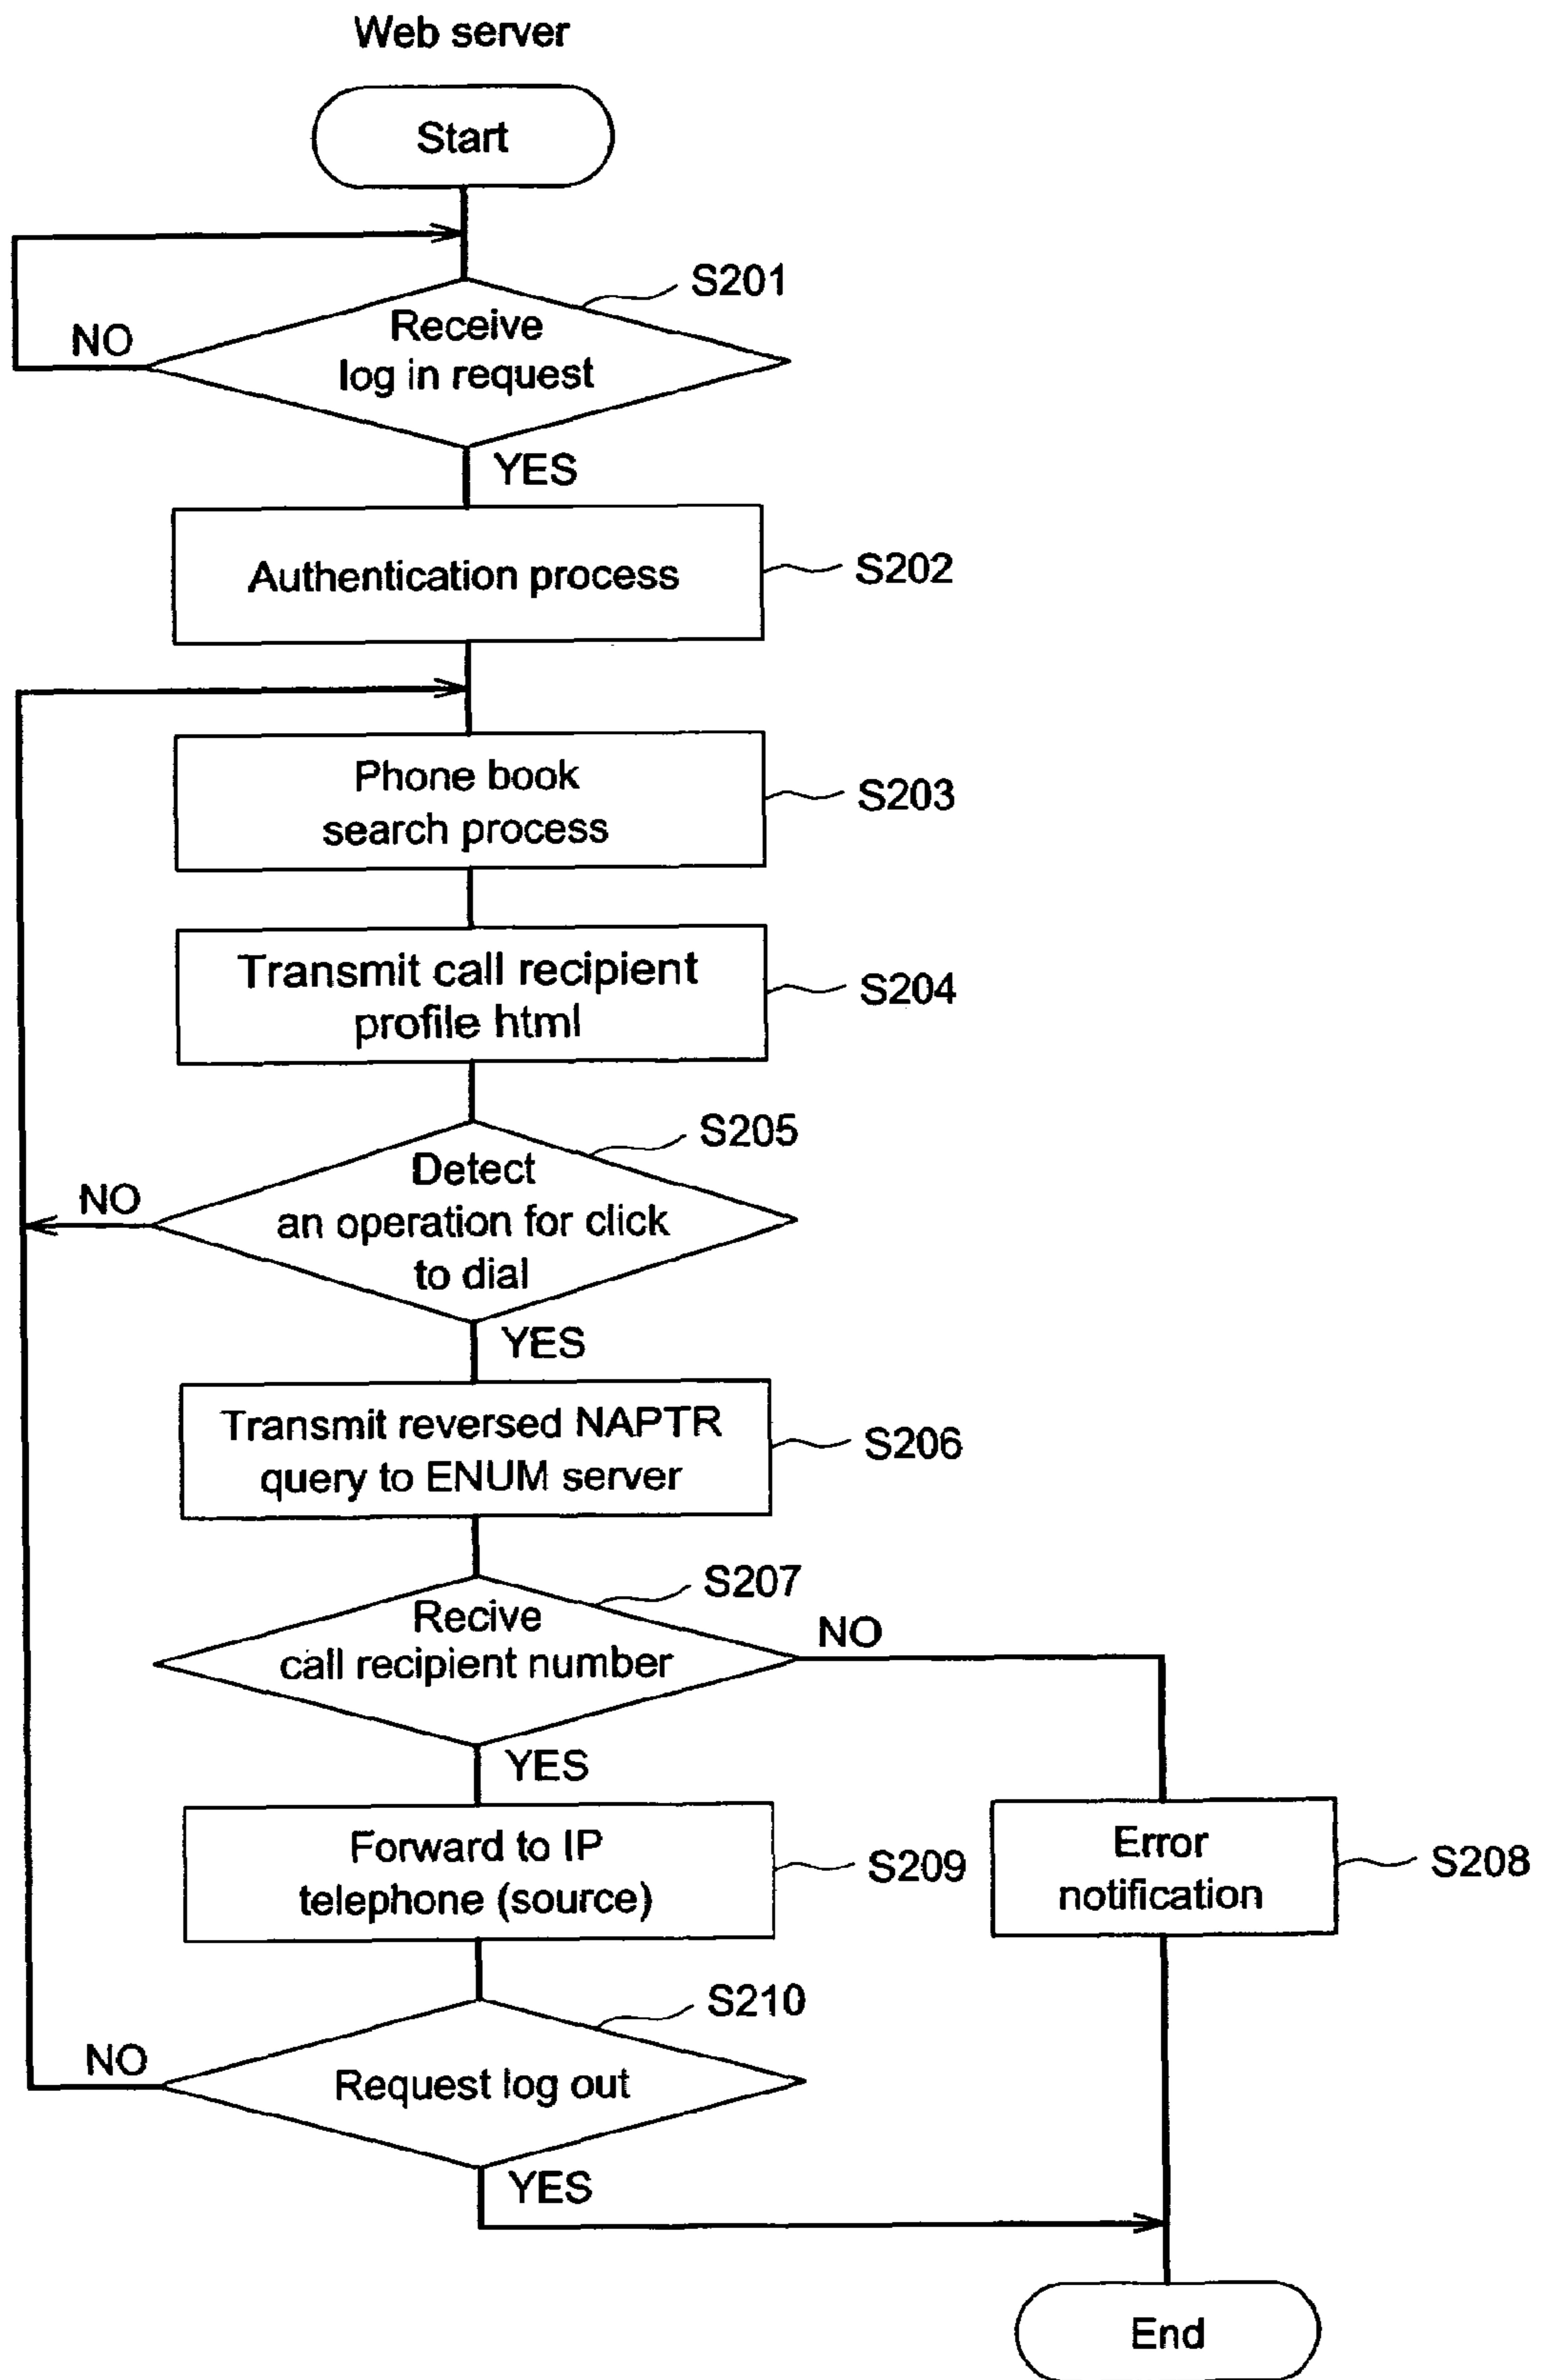 Web server
Start
S201
NO
Receive
log in request
YES
Authentication process
S202
Phone book
search process
S203
Transmit call recipient
profile html
S204
S205
NO
Detect
an operation for click
to dial
YES
Transmit reversed NAPTR
query to ENUM server
S206
S207
Recive
call recipient number
NO
YES
Forward to IP
telephone (source)
S209
Error
notification
S208
S210
NO
Request log out
YES
End